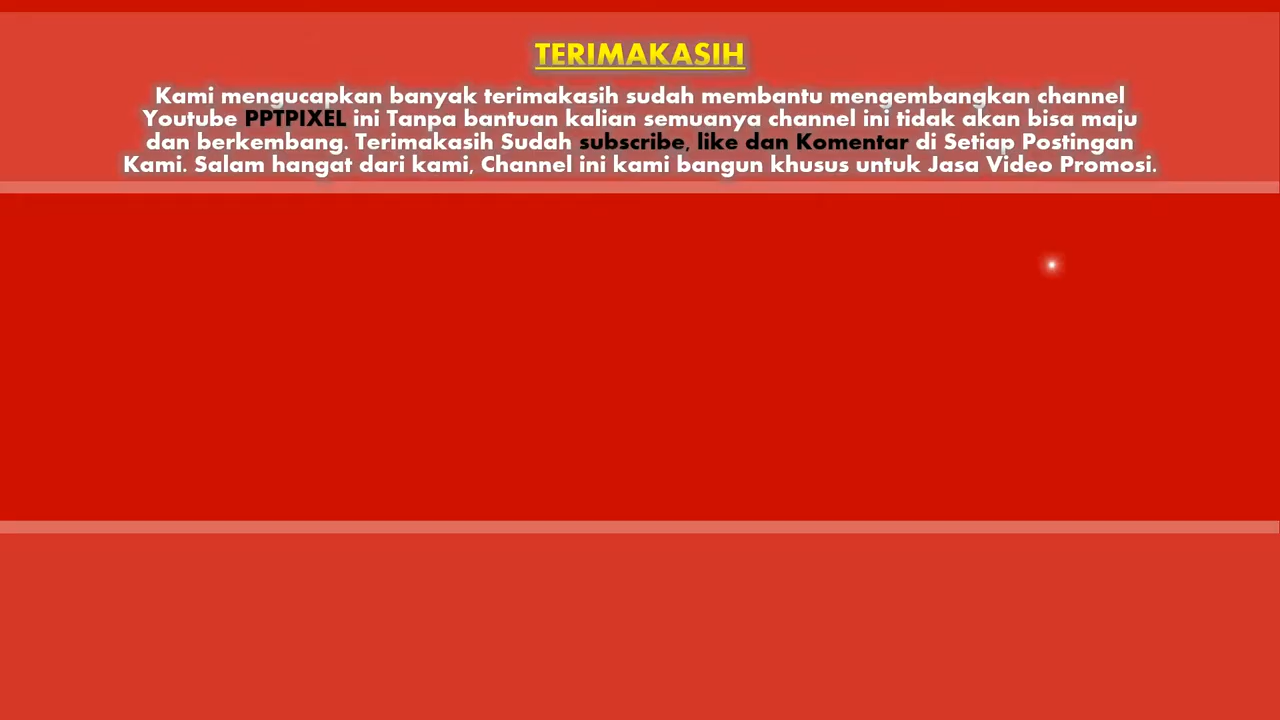 TERIMAKASIH
Kami mengucapkan banyak terimakasih sudah membantu mengembangkan channel
Youtube PPTPIXEL ini Tanpa bantuan kalian semuanya channel ini tidak akan bisa maju
dan berkembang. Terimakasih Sudah subscribe, like dan Komentar di Setiap Postingan
Kami. Salam hangat dari kami, Channel ini kami bangun khusus untuk Jasa Video Promosi.